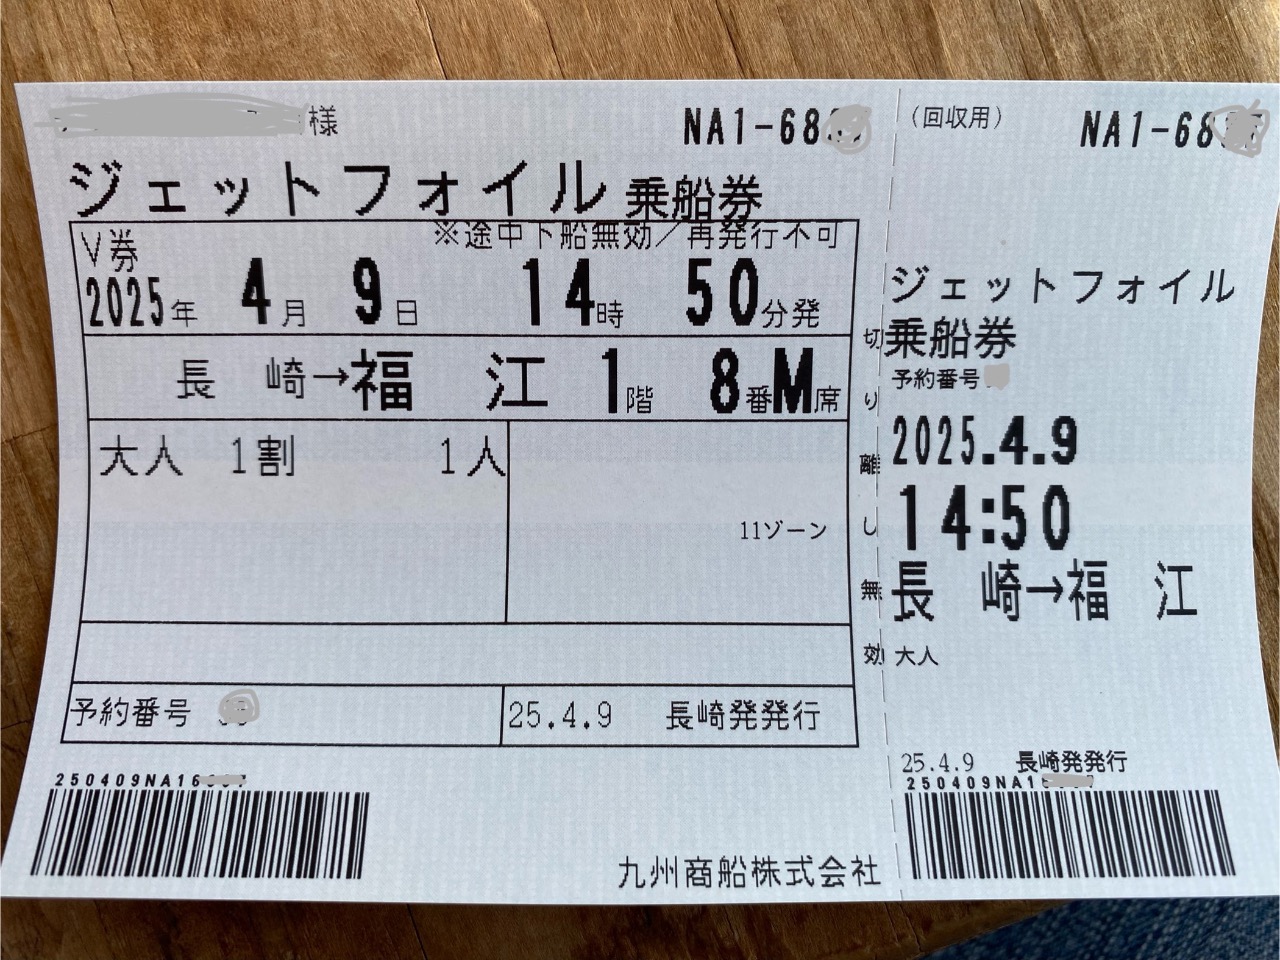 様
NA1-68
ジェットフォイル乗船券
V券
※途中下船無効／再発行不可
2025年 4月 9日 14時 50分発
長 崎→福 江 1階 8番M席
大人 1割 1人
11ゾーン
予約番号
25.4.9 長崎発発行
250409NA16
九州商船株式会社
切り離し無効
(回収用)
NA1-68
ジェットフォイル
乗船券
予約番号
2025.4.9
14:50
長 崎→福 江
大人
25.4.9 長崎発発行
250409NA1